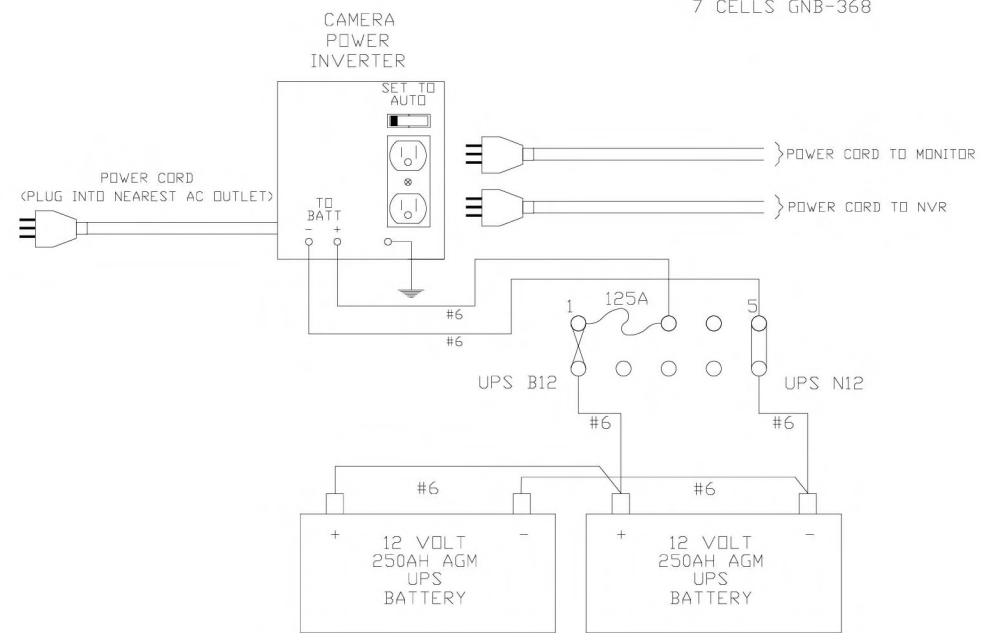 7 CELLS GNB-368
CAMERA
POWER
INVERTER
SET TO
AUTO
POWER CORD
(PLUG INTO NEAREST AC OUTLET)
TO
BATT
- +
POWER CORD TO MONITOR
POWER CORD TO NVR
#6
#6
1
125A
5
UPS B12
UPS N12
#6
#6
#6
#6
+ -
12 VOLT
250AH AGM
UPS
BATTERY
+ -
12 VOLT
250AH AGM
UPS
BATTERY